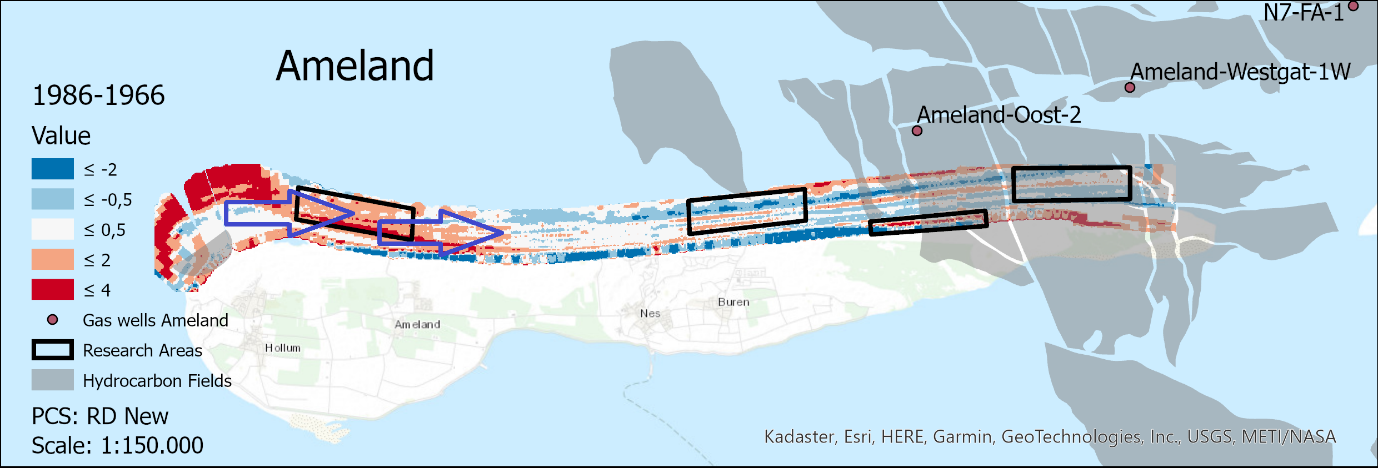 N7-FA-1
Ameland
Ameland-Westgat-1W
1986-1966
Ameland-Oost-2
Value
≤ -2
≤ -0,5
≤ 0,5
≤ 2
≤ 4
Gas wells Ameland
Research Areas
Hydrocarbon Fields
PCS: RD New
Scale: 1:150.000
Buren
Nes
Ameland
Hollum
Kadaster, Esri, HERE, Garmin, GeoTechnologies, Inc., USGS, METI/NASA